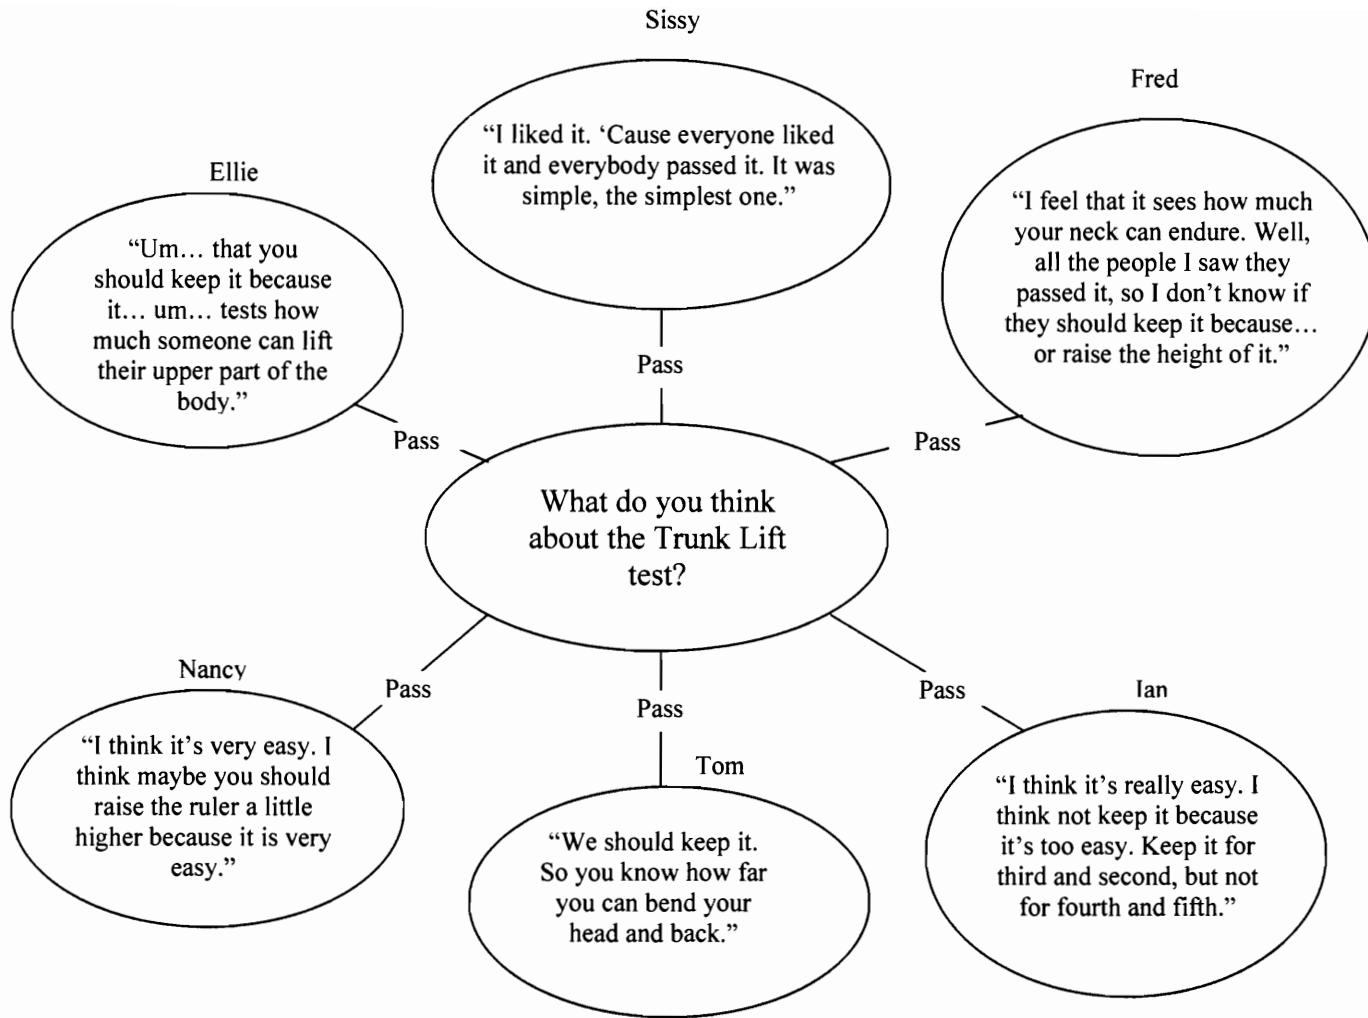 Sissy
“I liked it. ‘Cause everyone liked
it and everybody passed it. It was
simple, the simplest one.”
Pass
Fred
“I feel that it sees how much
your neck can endure. Well,
all the people I saw they
passed it, so I don’t know if
they should keep it because…
or raise the height of it.”
Pass
Ellie
“Um… that you
should keep it because
it… um… tests how
much someone can lift
their upper part of the
body.”
Pass
What do you think
about the Trunk Lift
test?
Nancy
Pass
“I think it’s very easy. I
think maybe you should
raise the ruler a little
higher because it is very
easy.”
Pass
Tom
“We should keep it.
So you know how far
you can bend your
head and back.”
Pass
Ian
“I think it’s really easy. I
think not keep it because
it’s too easy. Keep it for
third and second, but not
for fourth and fifth.”